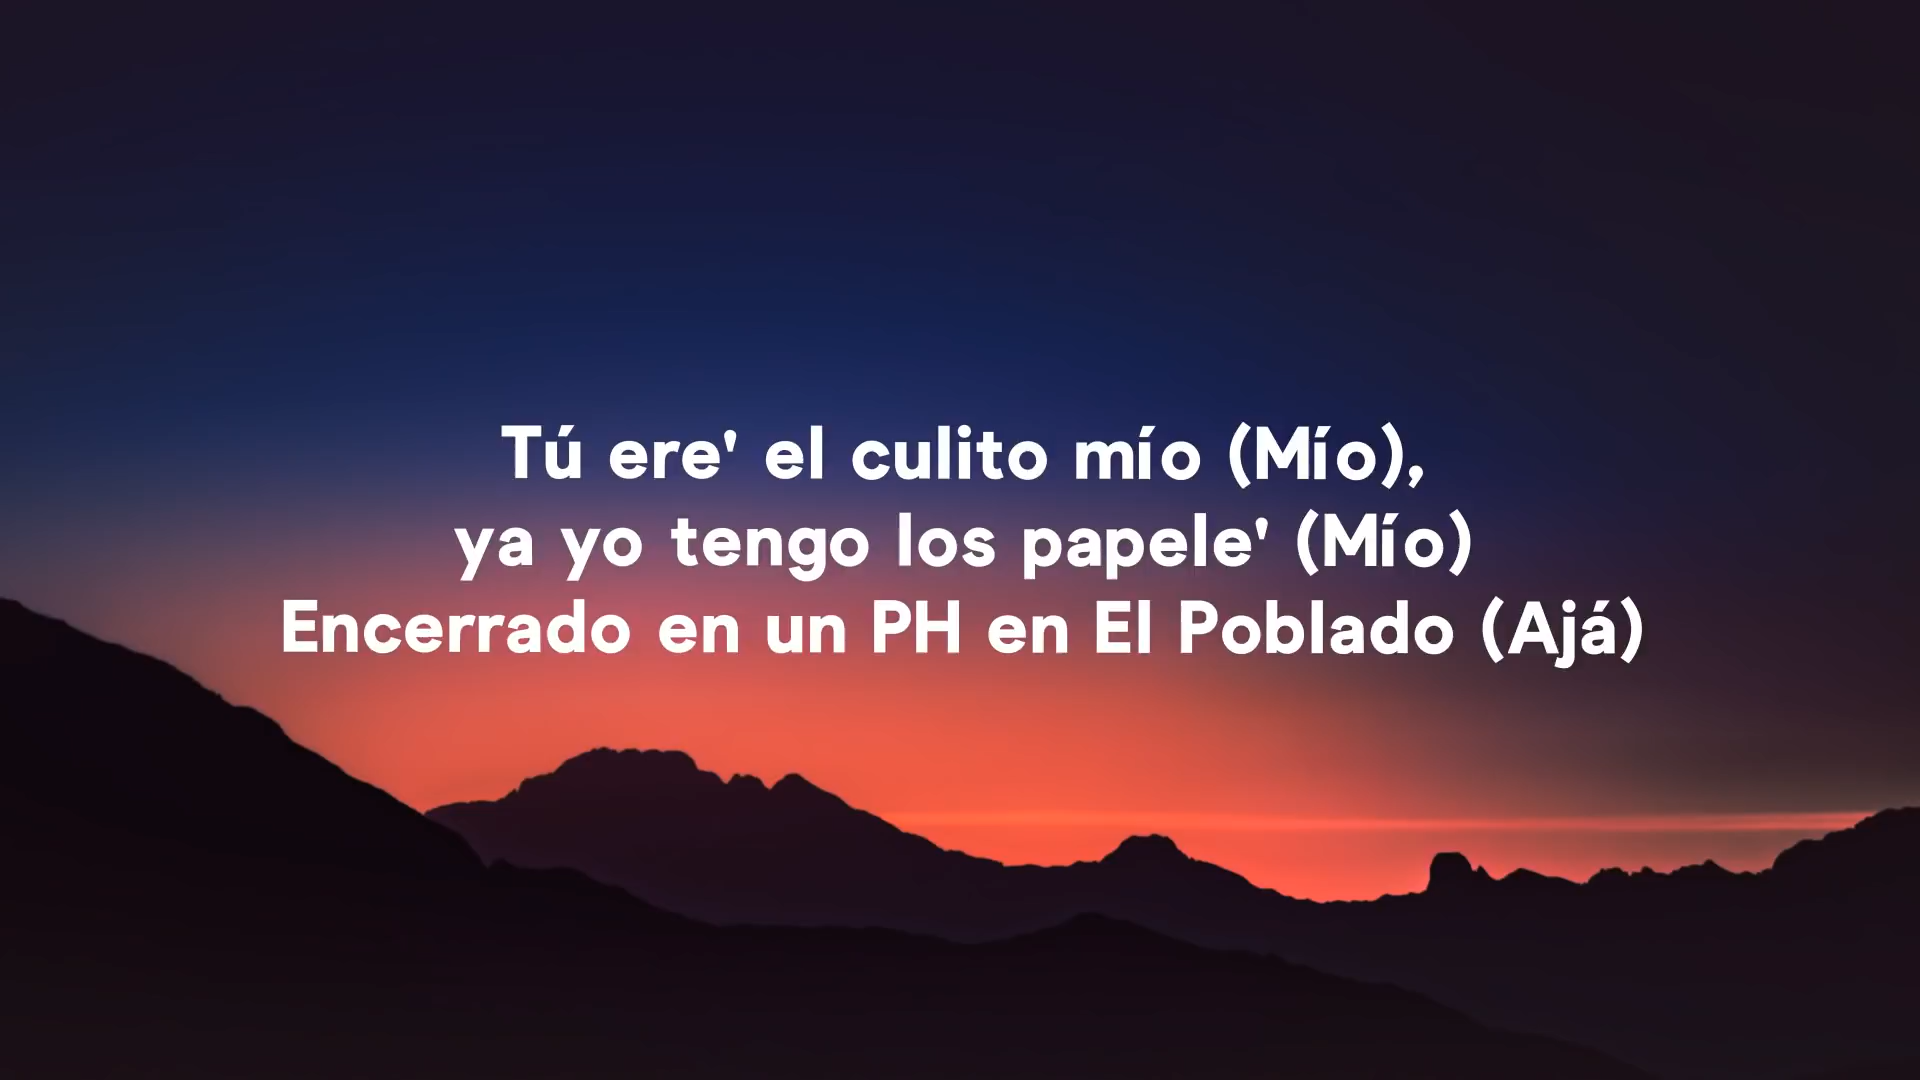 Tú ere' el culito mío (Mío),
ya yo tengo los papele' (Mío)
Encerrado en un PH en El Poblado (Ajá)